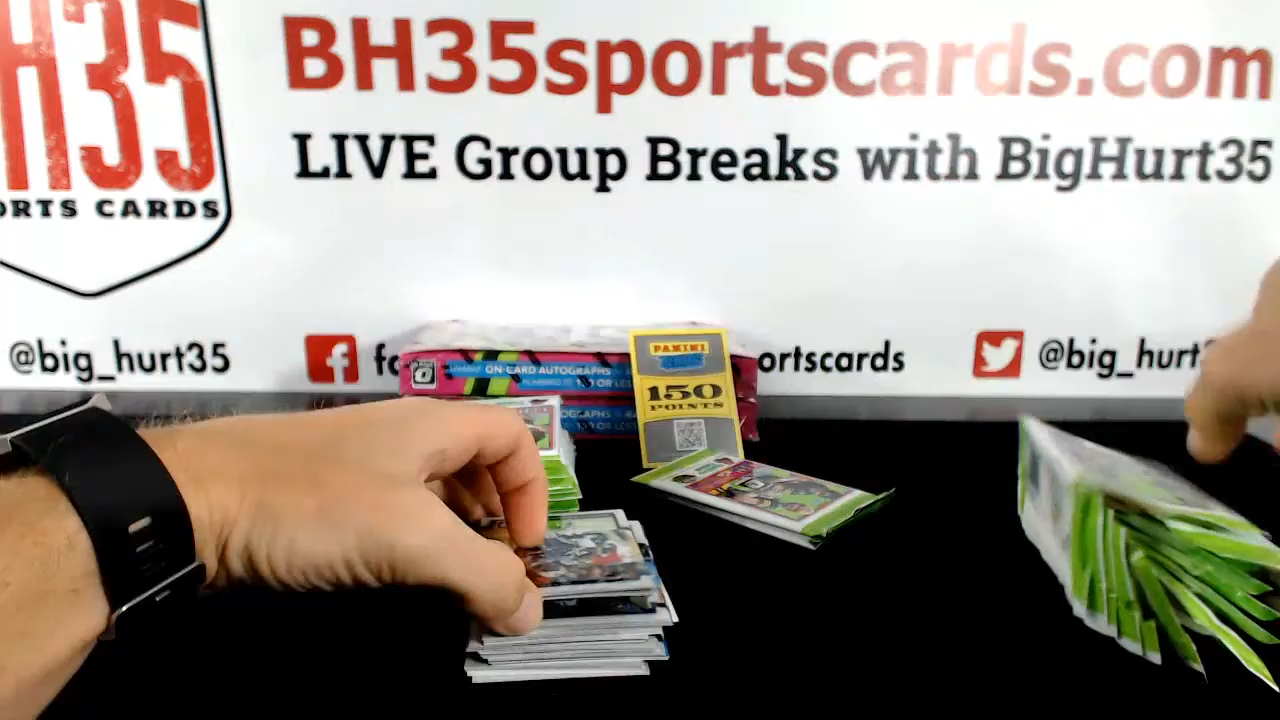 H35
ORTS CARDS
BH35sportscards.com
LIVE Group Breaks with BigHurt35
@big_hurt35
f
ortscards
@big_hurt
ON-CARD AUTOGRAPHS
PANINI
150
POINTS